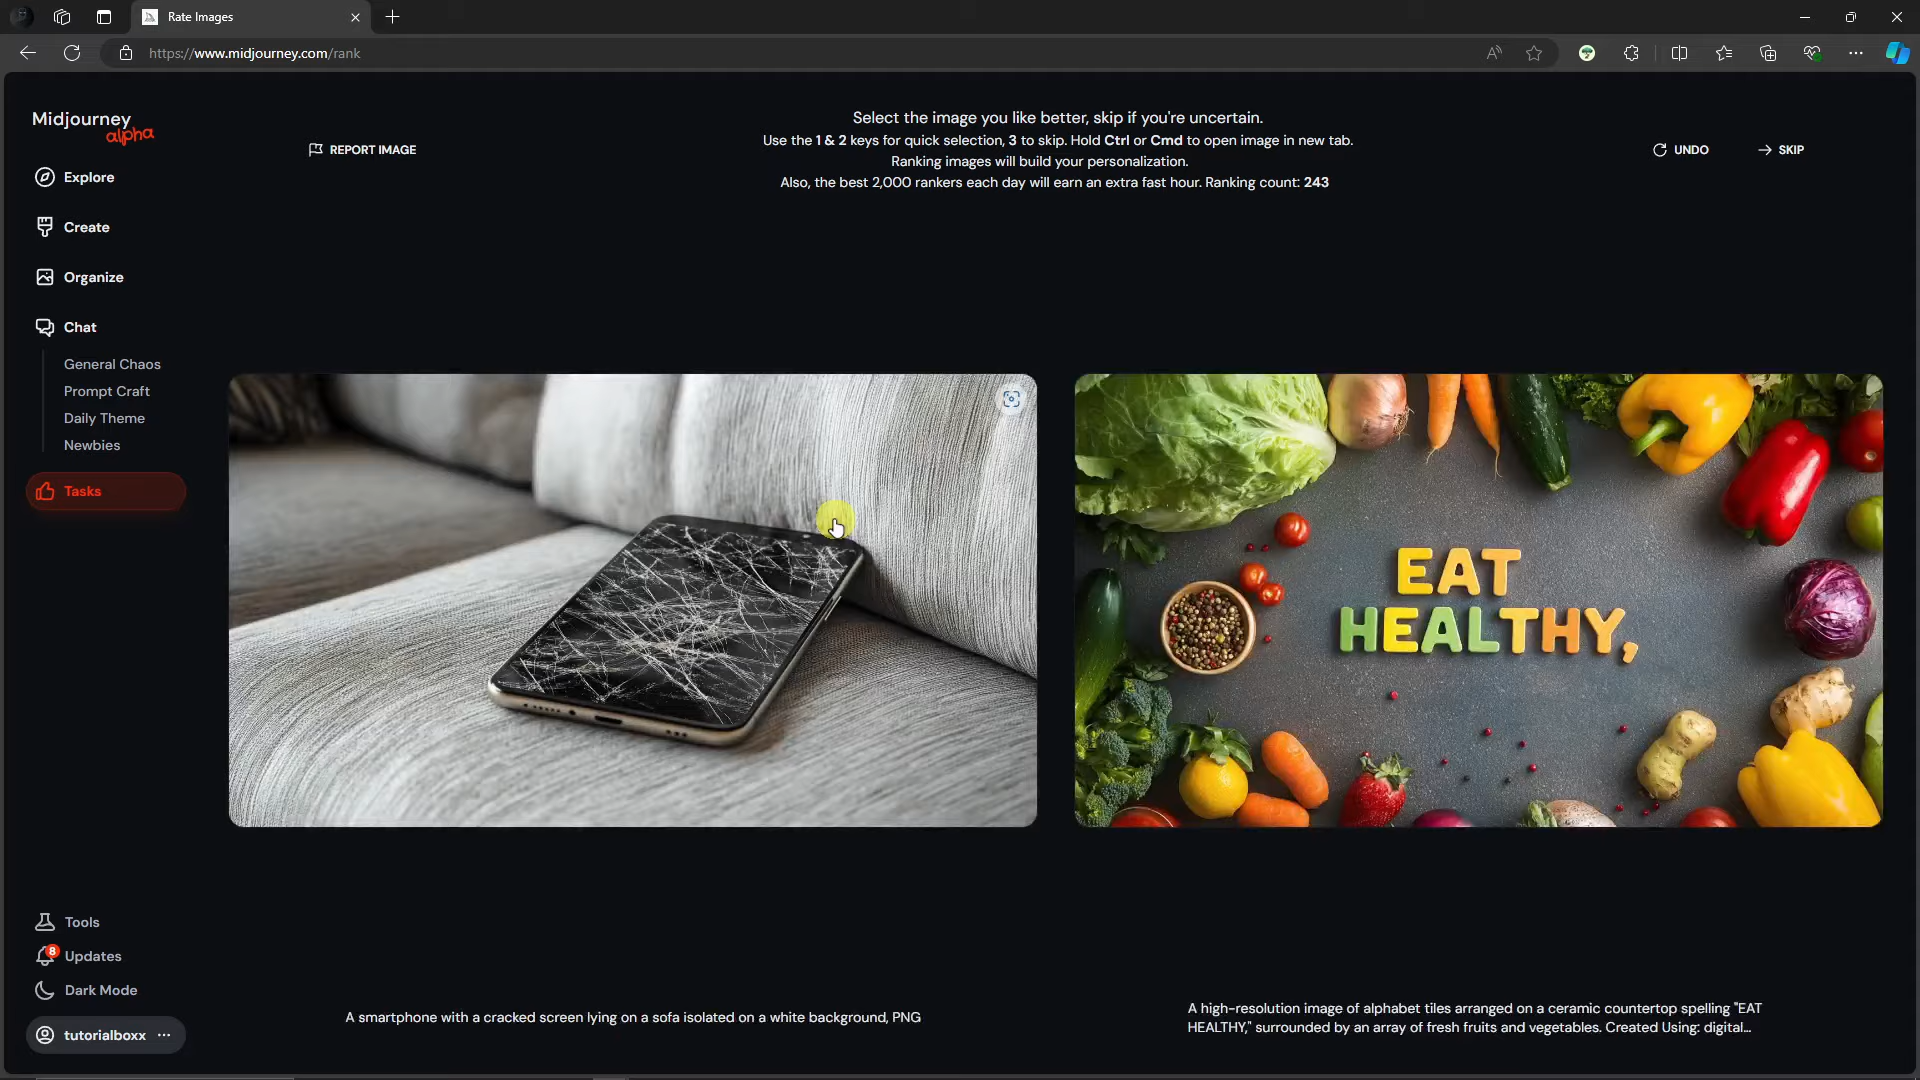 Rate Images
https://www.midjourney.com/rank
Midjourney
alpha
REPORT IMAGE
Select the image you like better, skip if you're uncertain.
Use the 1 & 2 keys for quick selection, 3 to skip. Hold Ctrl or Cmd to open image in new tab.
Ranking images will build your personalization.
Also, the best 2,000 rankers each day will earn an extra fast hour. Ranking count: 243
UNDO
SKIP
Explore
Create
Organize
Chat
General Chaos
Prompt Craft
Daily Theme
Newbies
Tasks
EAT
HEALTHY,
Tools
8
Updates
Dark Mode
tutorialboxx
A smartphone with a cracked screen lying on a sofa isolated on a white background, PNG
A high-resolution image of alphabet tiles arranged on a ceramic countertop spelling "EAT
HEALTHY," surrounded by an array of fresh fruits and vegetables. Created Using: digital...